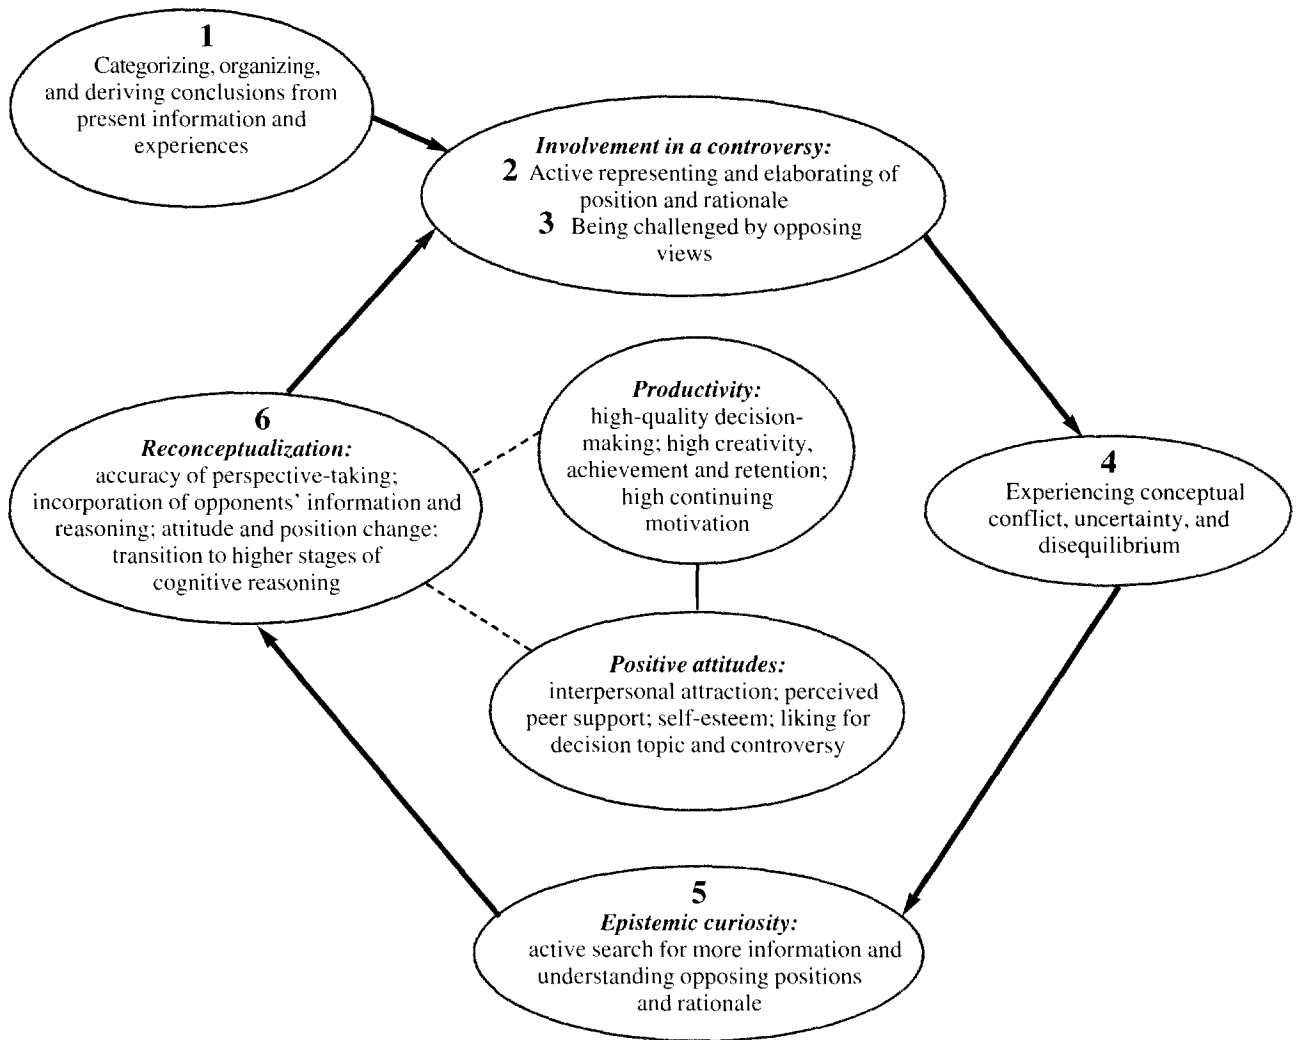 1
Categorizing, organizing,
and deriving conclusions from
present information and
experiences
Involvement in a controversy:
2 Active representing and elaborating of
position and rationale
3 Being challenged by opposing
views
Productivity:
high-quality decision-
making; high creativity,
achievement and retention;
high continuing
motivation
6
Reconceptualization:
accuracy of perspective-taking;
incorporation of opponents' information and
reasoning; attitude and position change;
transition to higher stages of
cognitive reasoning
4
Experiencing conceptual
conflict, uncertainty, and
disequilibrium
Positive attitudes:
interpersonal attraction; perceived
peer support; self-esteem; liking for
decision topic and controversy
5
Epistemic curiosity:
active search for more information and
understanding opposing positions
and rationale